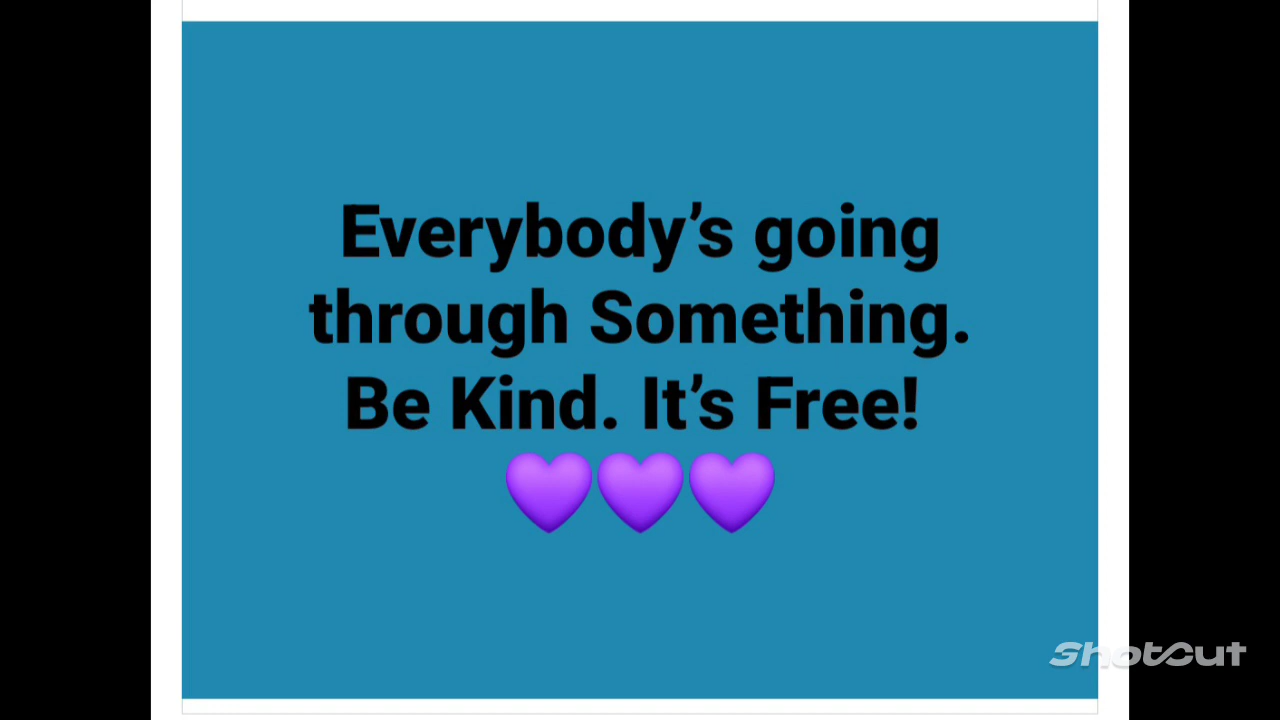 Everybody’s going
through Something.
Be Kind. It’s Free!
💜💜💜
ShotCut